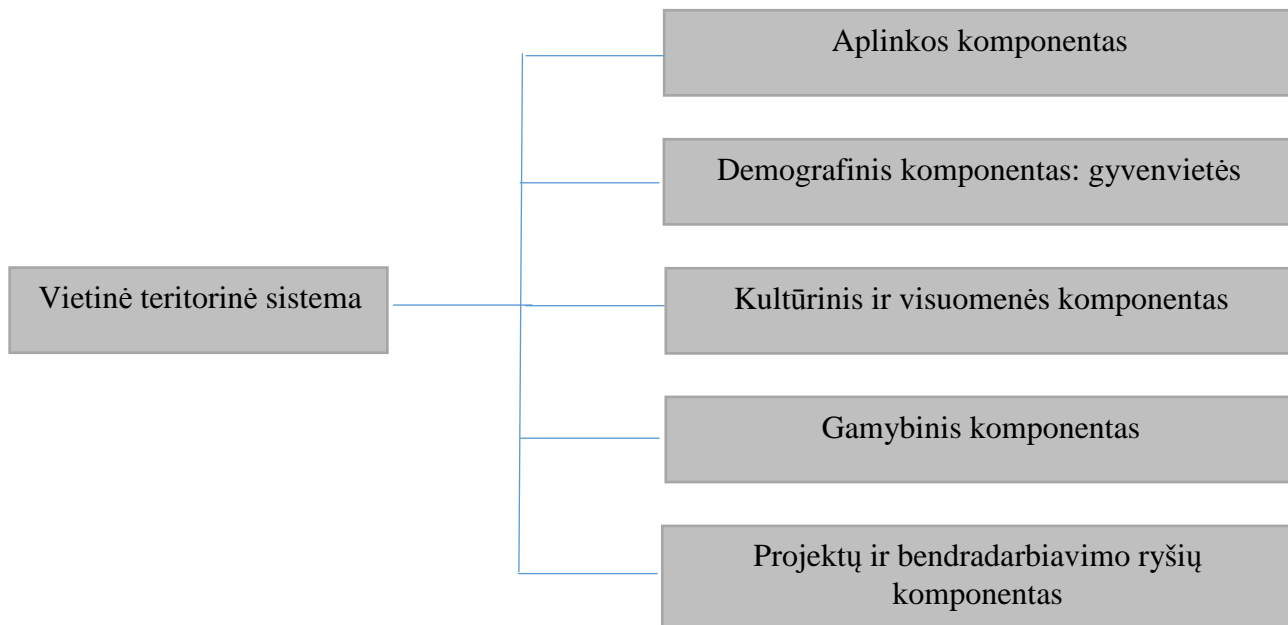 Vietinė teritorinė sistema
Aplinkos komponentas
Demografinis komponentas: gyvenvietės
Kultūrinis ir visuomenės komponentas
Gamybinis komponentas
Projektų ir bendradarbiavimo ryšių
komponentas